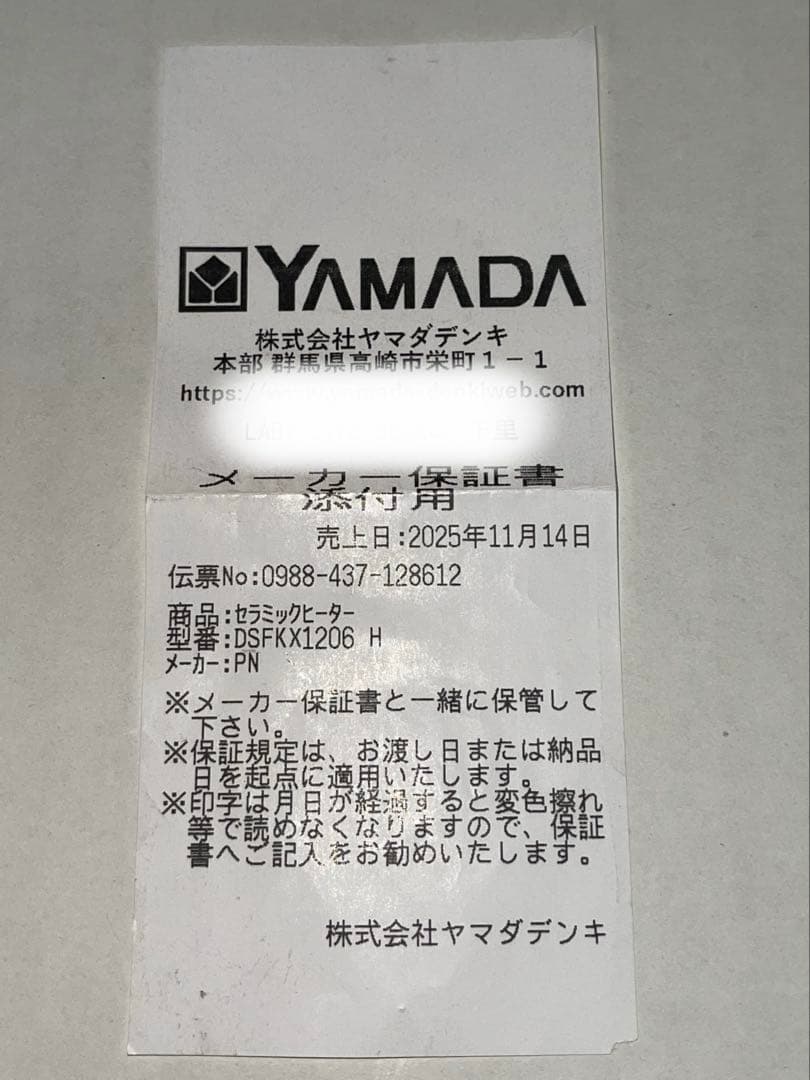 YAMADA
株式会社ヤマダデンキ
本部 群馬県高崎市栄町1-1
メーカー保証書
添付用
売上日:2025年11月14日
伝票No:0988-437-128612
商品:セラミックヒーター
型番:DSFKX1206 H
メーカー:PN
※メーカー保証書と一緒に保管して
下さい。
※保証規定は、お渡し日または納品
日を起点に適用いたします。
※印字は月日が経過すると変色擦れ
等で読めなくなりますので、保証
書へご記入をお勧めいたします。
株式会社ヤマダデンキ